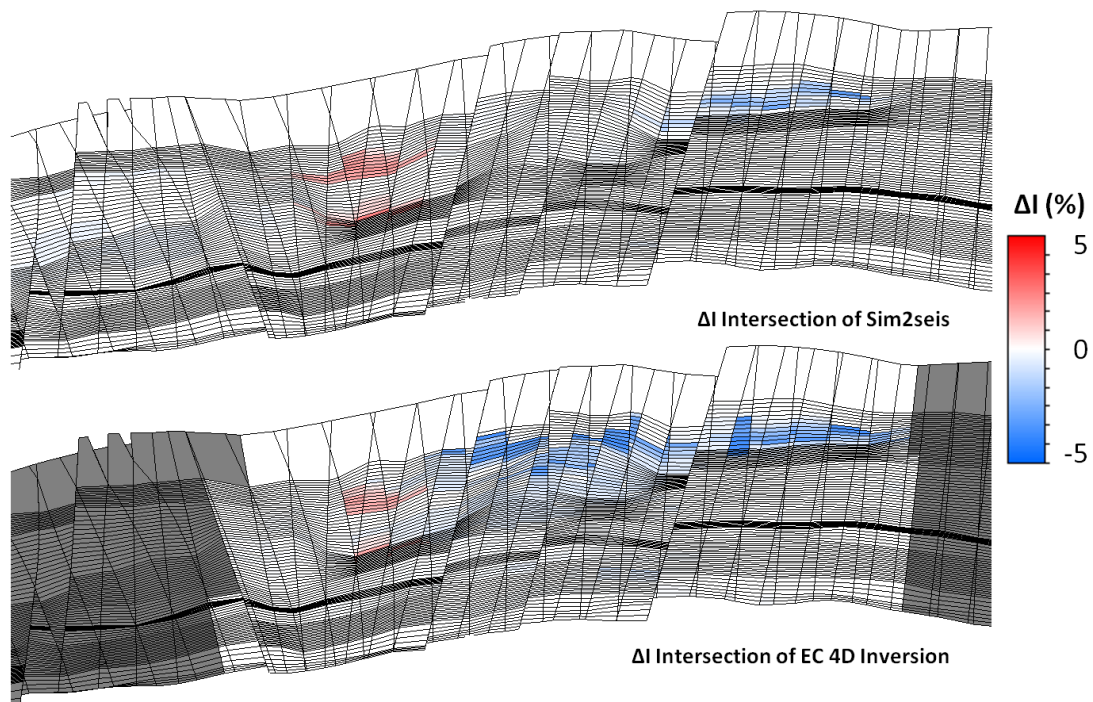 ΔI (%)
5
0
-5
ΔI Intersection of Sim2seis
ΔI Intersection of EC 4D Inversion